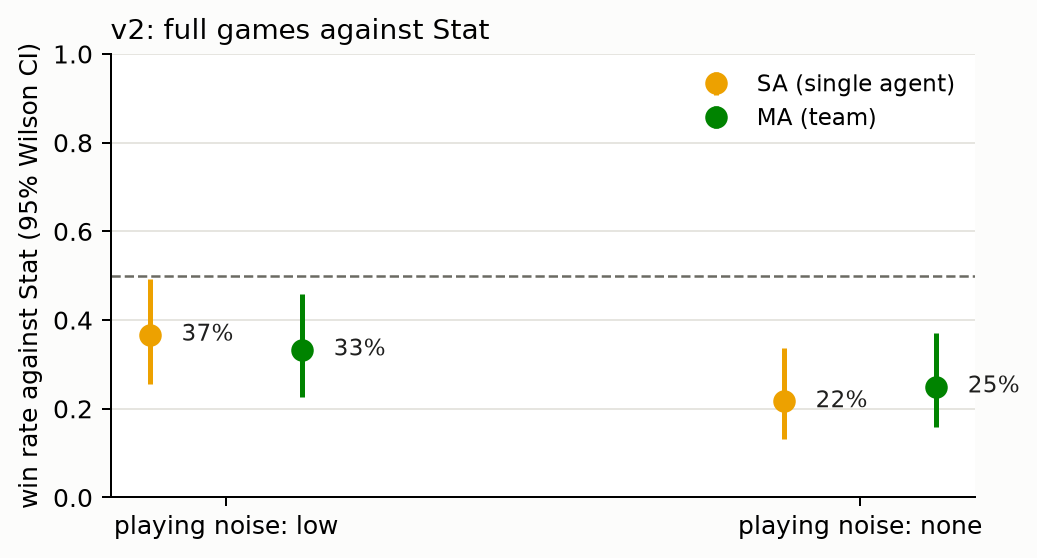 v2: full games against Stat
win rate against Stat (95% Wilson CI)
1.0
0.8
0.6
0.4
0.2
0.0
SA (single agent)
MA (team)
37%
33%
22%
25%
playing noise: low
playing noise: none